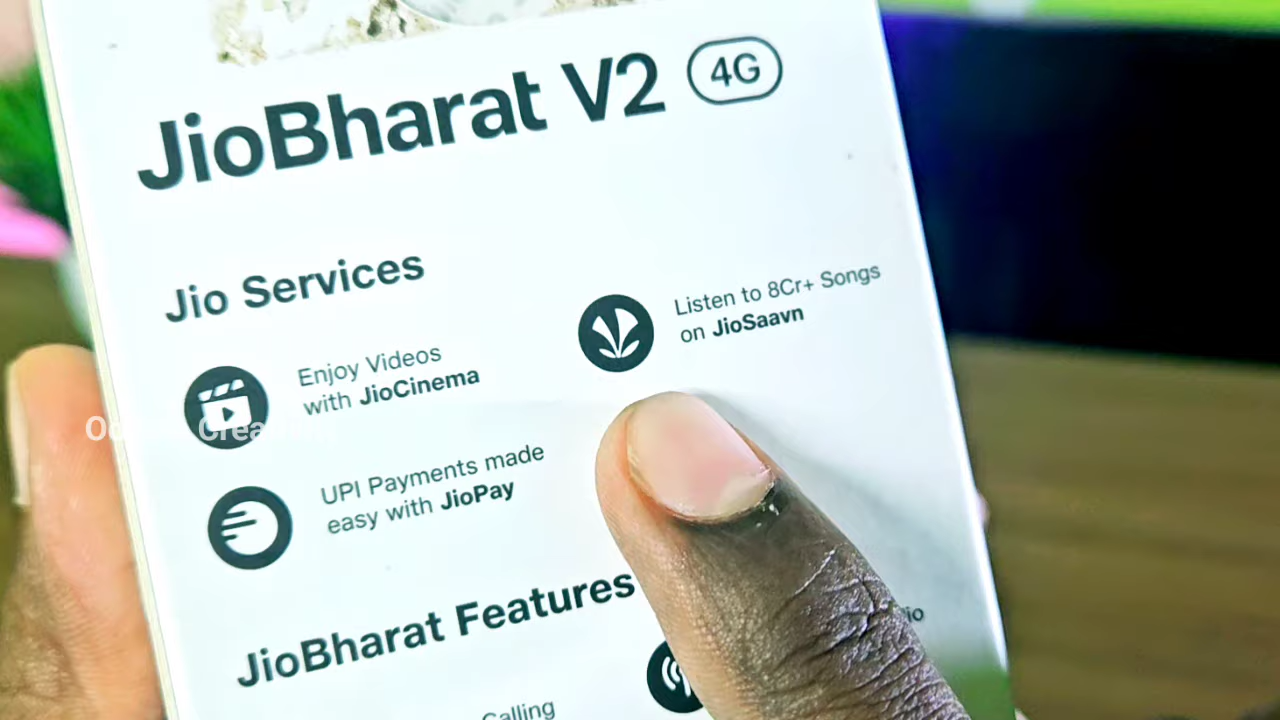 JioBharat V2 4G
Jio Services
Enjoy Videos
with JioCinema
Listen to 8Cr+ Songs
on JioSaavn
UPI Payments made
easy with JioPay
JioBharat Features
Calling